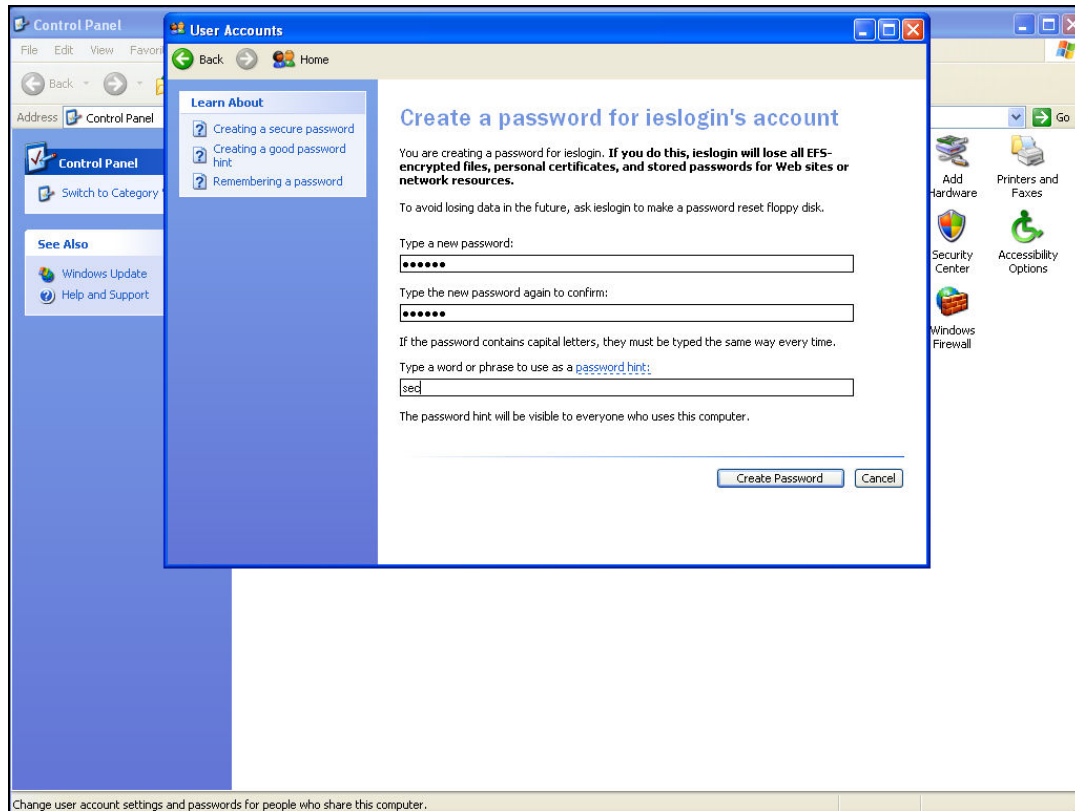 Control Panel
File Edit View
Back
Address Control Panel
Go
Control Panel
Switch to Category
See Also
Windows Update
Help and Support
User Accounts
Back Home
Learn About
Creating a secure password
Creating a good password
hint
Remembering a password
Create a password for ieslogin's account
You are creating a password for ieslogin. If you do this, ieslogin will lose all EFS-
encrypted files, personal certificates, and stored passwords for Web sites or
network resources.
To avoid losing data in the future, ask ieslogin to make a password reset floppy disk.
Type a new password:
••••••
Type the new password again to confirm:
••••••
If the password contains capital letters, they must be typed the same way every time.
Type a word or phrase to use as a password hint:
sec
The password hint will be visible to everyone who uses this computer.
Create Password Cancel
Add
Hardware
Printers and
Faxes
Security
Center
Accessibility
Options
Windows
Firewall
Change user account settings and passwords for people who share this computer.